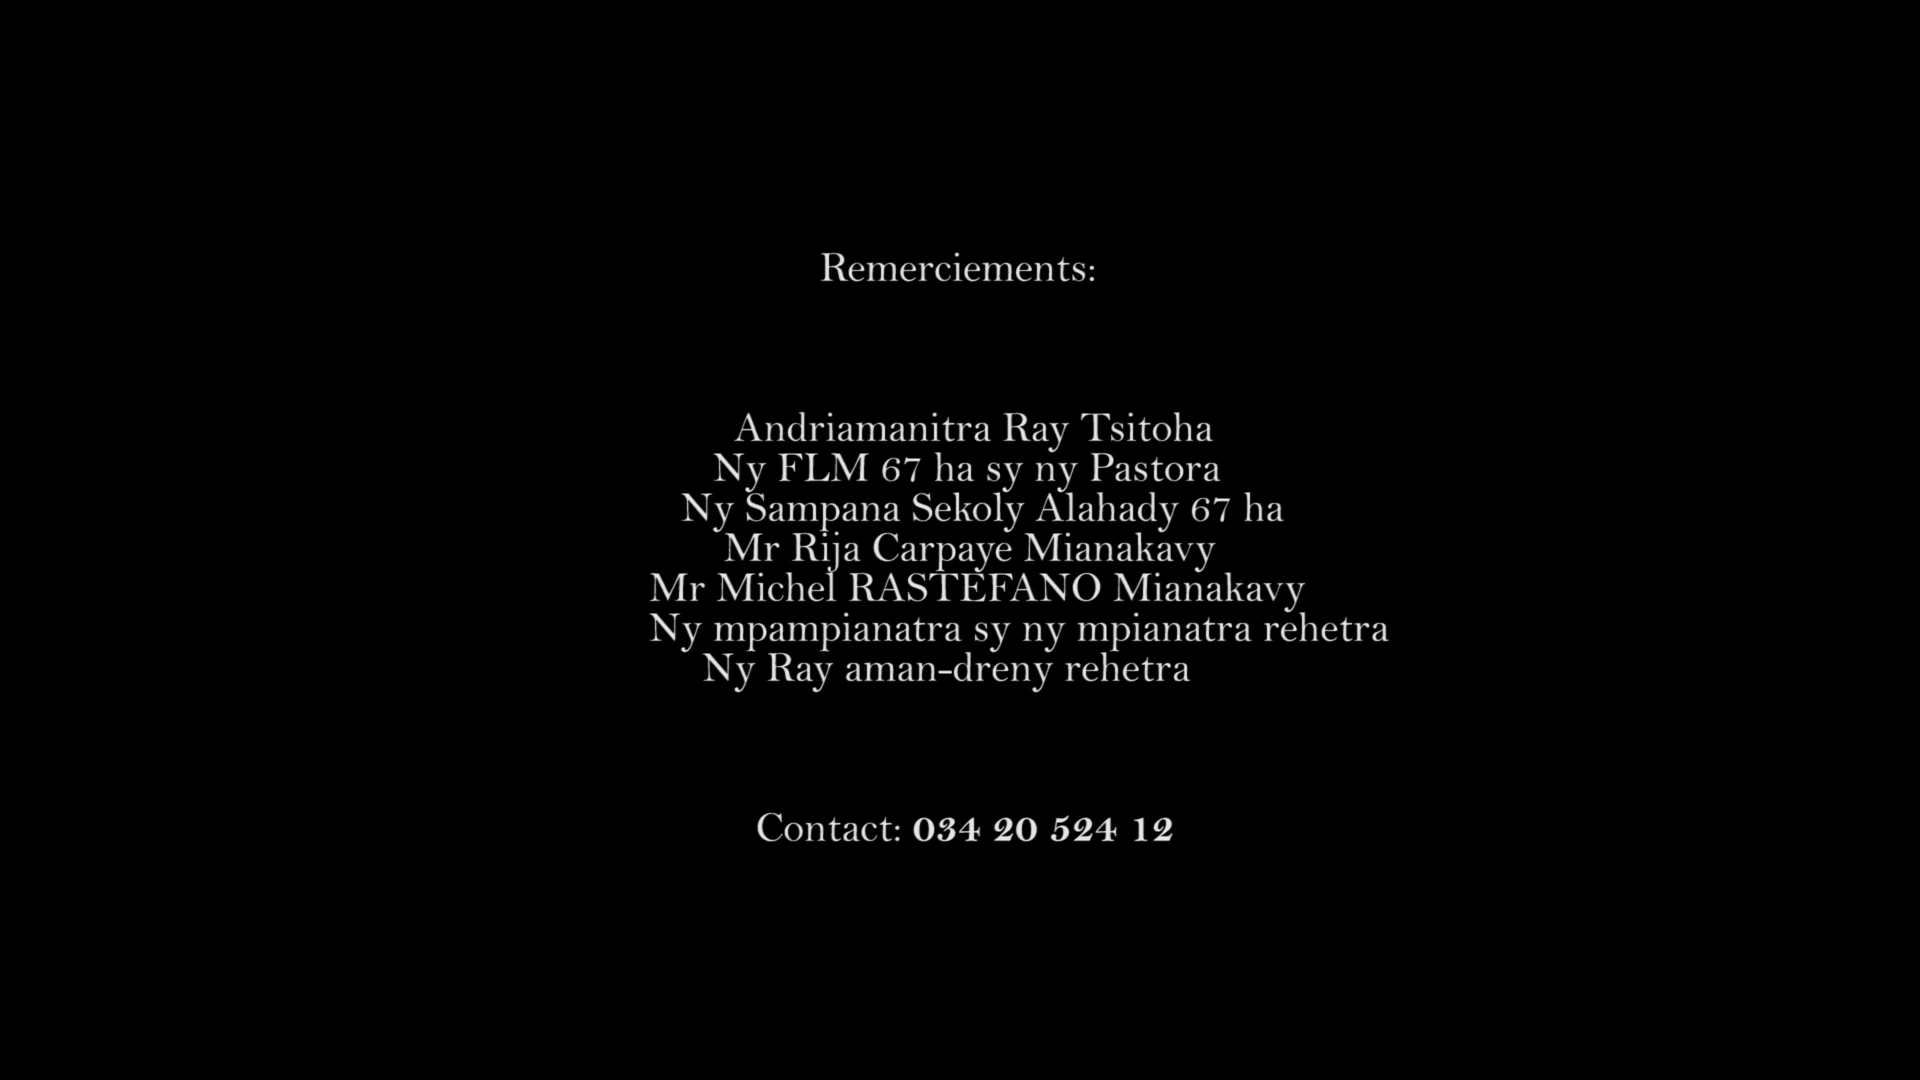 Remerciements:
Andriamanitra Ray Tsitoha
Ny FLM 67 ha sy ny Pastora
Ny Sampana Sekoly Alahady 67 ha
Mr Rija Carpaye Mianakavy
Mr Michel RASTEFANO Mianakavy
Ny mpampianatra sy ny mpianatra rehetra
Ny Ray aman-dreny rehetra
Contact: 034 20 524 12